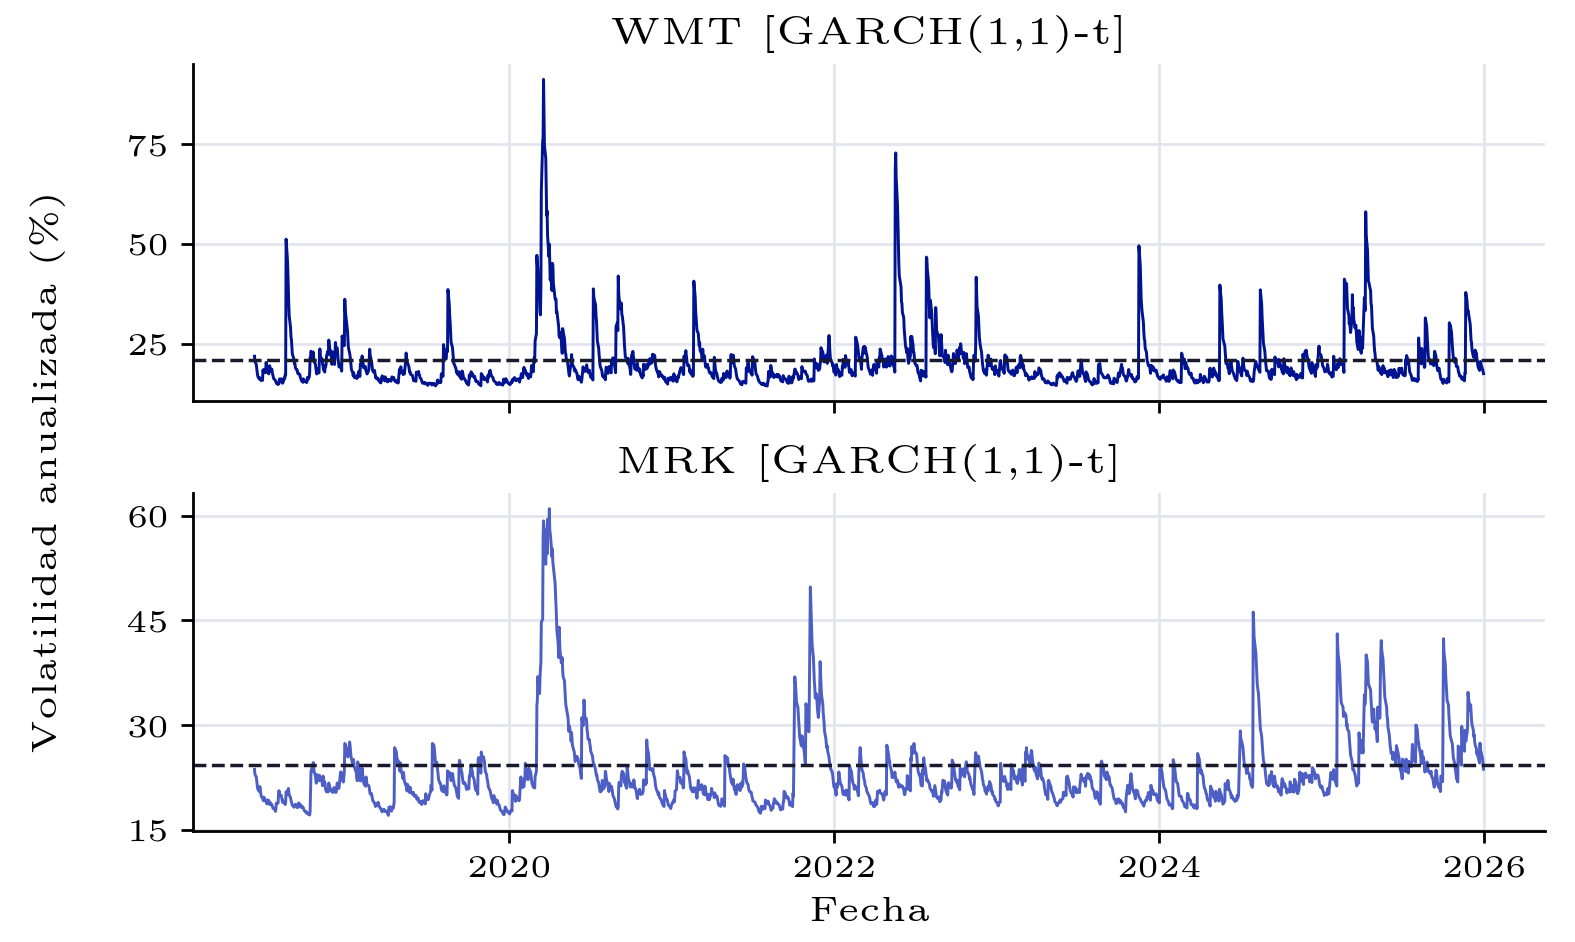 WMT [GARCH(1,1)-t]
75
50
25
Volatilidad anualizada (%)
MRK [GARCH(1,1)-t]
60
45
30
15
2020 2022 2024 2026
Fecha